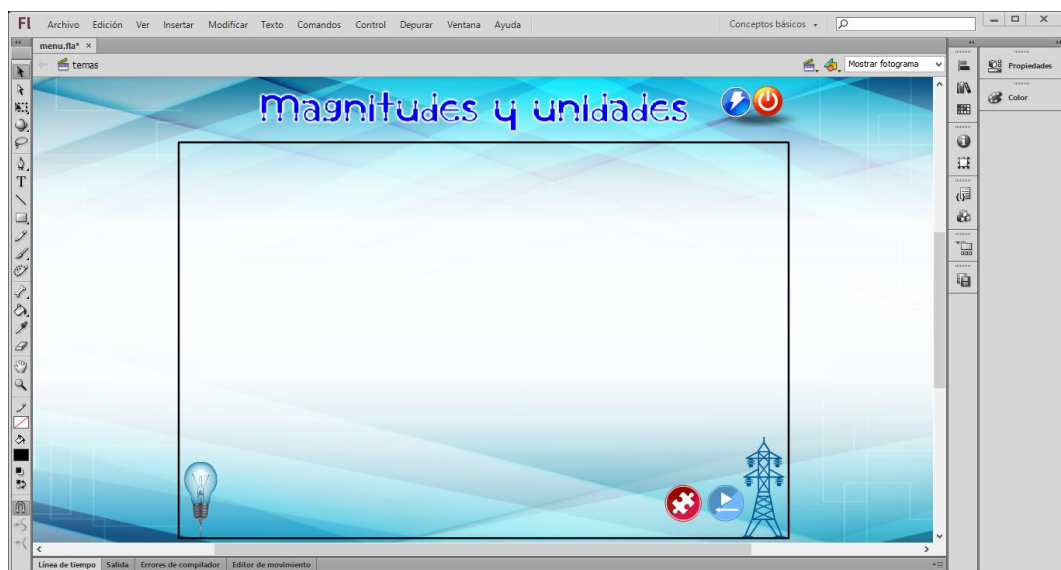 Fl Archivo Edición Ver Insertar Modificar Texto Comandos Control Depurar Ventana Ayuda Conceptos básicos
menu.fla* ×
temas Mostrar fotograma
Propiedades
Color
Magnitudes y unidades
T
Línea de tiempo Salida Errores de compilador Editor de movimiento